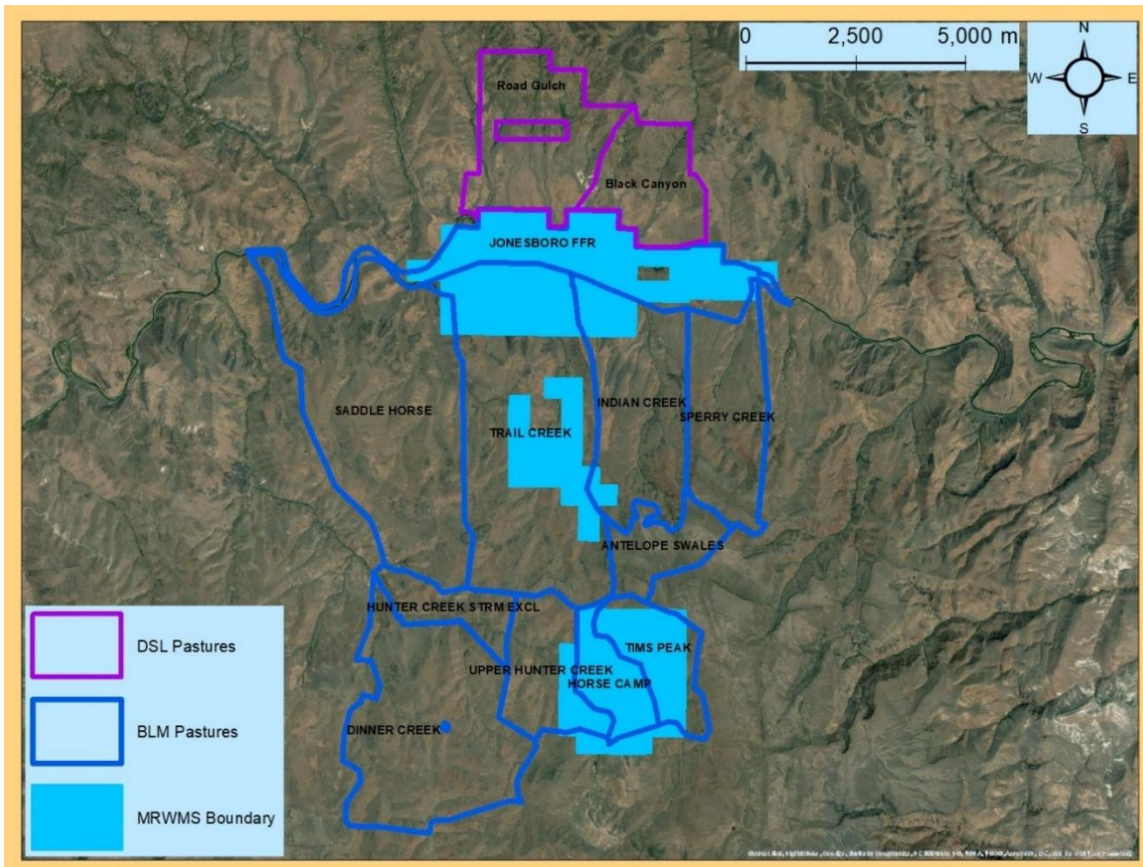 0 2,500 5,000 m
N
W E
S
Road Gulch
Black Canyon
JONESBORO FFR
SADDLE HORSE
INDIAN CREEK
SPERRY CREEK
TRAIL CREEK
ANTELOPE SWALES
HUNTER CREEK STRM EXCL
TIMS PEAK
UPPER HUNTER CREEK
HORSE CAMP
DINNER CREEK
DSL Pastures
BLM Pastures
MRWMS Boundary